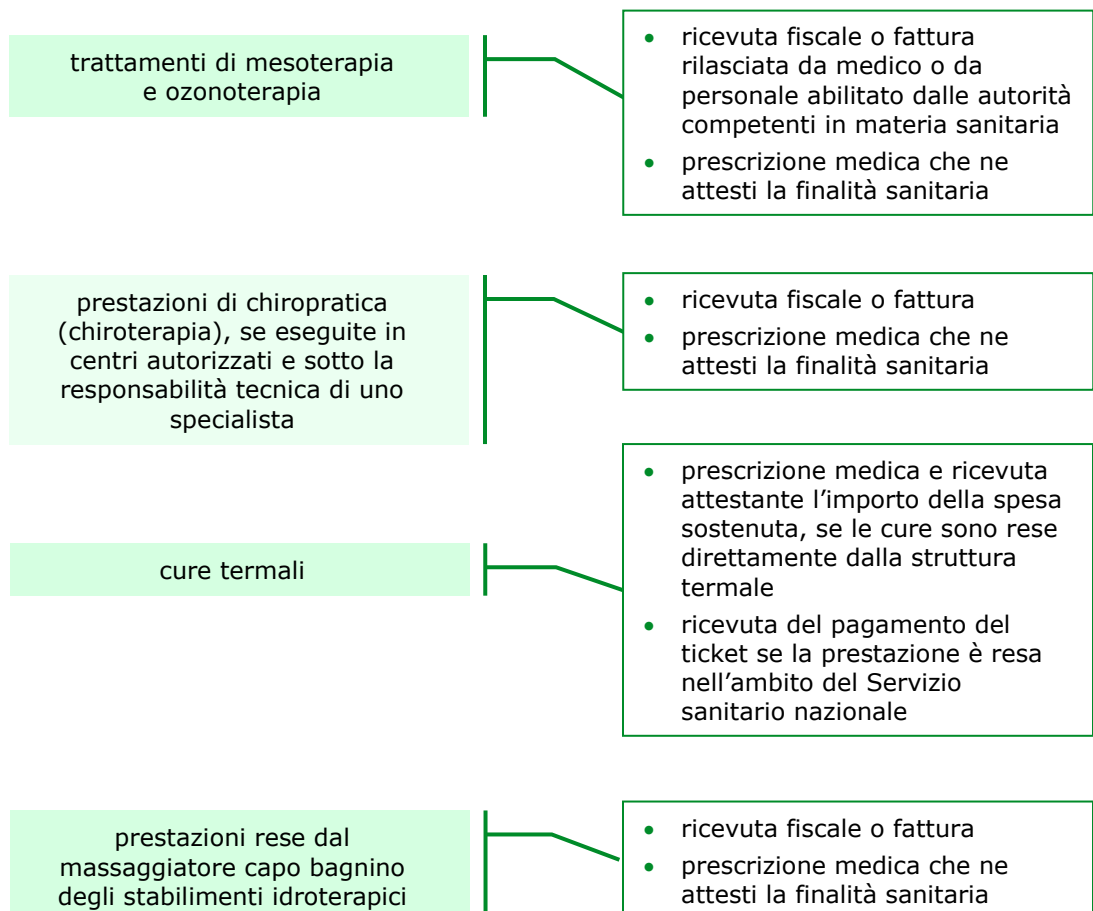 trattamenti di mesoterapia
e ozonoterapia
• ricevuta fiscale o fattura
rilasciata da medico o da
personale abilitato dalle autorità
competenti in materia sanitaria
• prescrizione medica che ne
attesti la finalità sanitaria
prestazioni di chiropratica
(chiroterapia), se eseguite in
centri autorizzati e sotto la
responsabilità tecnica di uno
specialista
• ricevuta fiscale o fattura
• prescrizione medica che ne
attesti la finalità sanitaria
cure termali
• prescrizione medica e ricevuta
attestante l’importo della spesa
sostenuta, se le cure sono rese
direttamente dalla struttura
termale
• ricevuta del pagamento del
ticket se la prestazione è resa
nell’ambito del Servizio
sanitario nazionale
prestazioni rese dal
massaggiatore capo bagnino
degli stabilimenti idroterapici
• ricevuta fiscale o fattura
• prescrizione medica che ne
attesti la finalità sanitaria